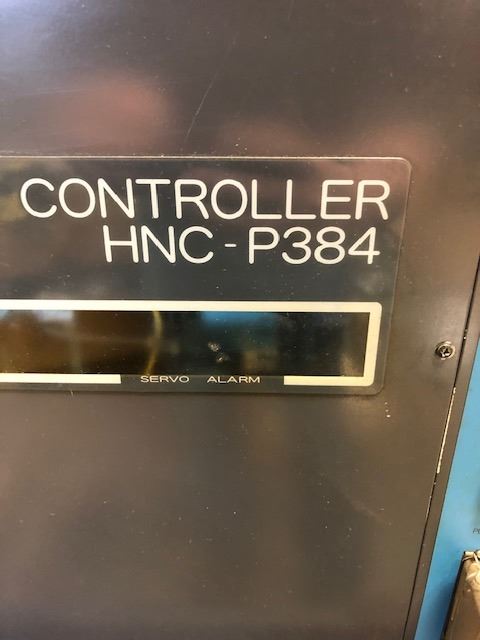 CONTROLLER
HNC-P384
SERVO ALARM